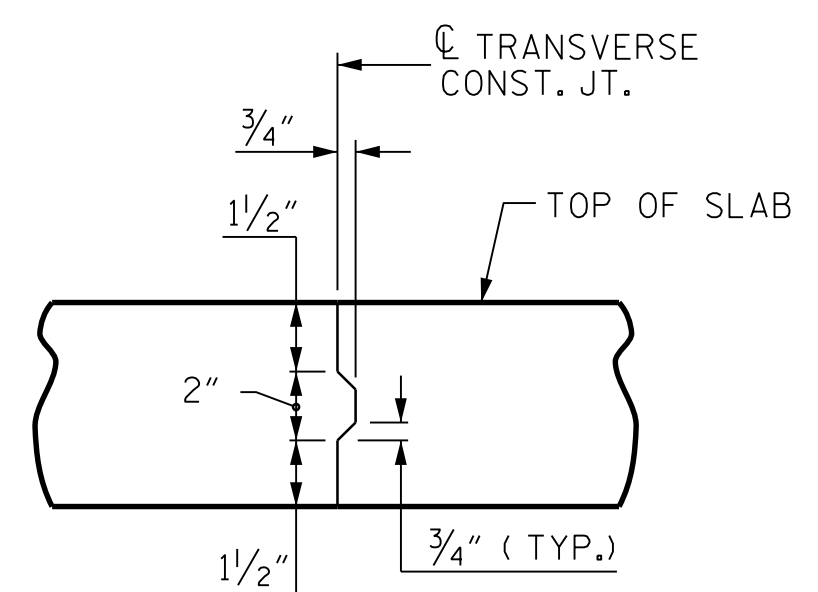 ℄ TRANSVERSE
CONST. JT.
3/4"
1 1/2"
TOP OF SLAB
2"
3/4" ( TYP.)
1 1/2"